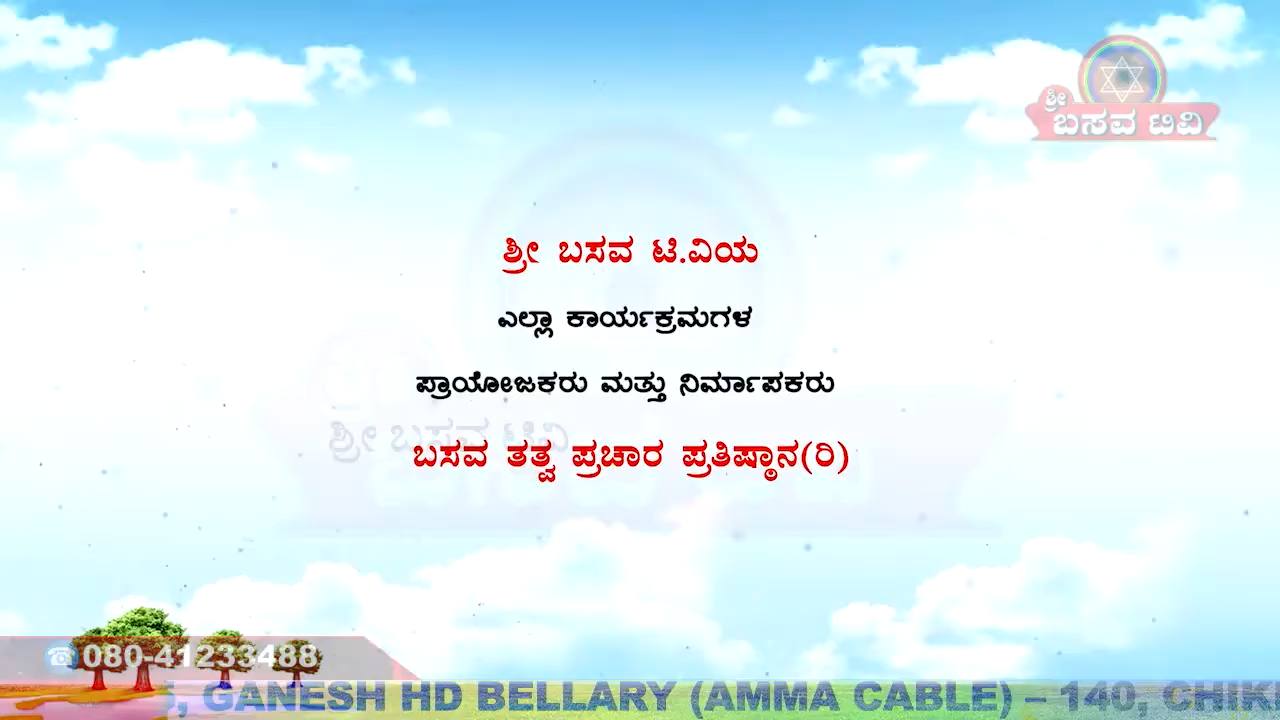 ಶ್ರೀ
ಬಸವ ಟಿವಿ
ಶ್ರೀ ಬಸವ ಟಿ.ವಿಯ
ಎಲ್ಲಾ ಕಾರ್ಯಕ್ರಮಗಳ
ಪ್ರಾಯೋಜಕರು ಮತ್ತು ನಿರ್ಮಾಪಕರು
ಶ್ರೀ ಬಸವ ಟಿವಿ
ಬಸವ ತತ್ವ ಪ್ರಚಾರ ಪ್ರತಿಷ್ಠಾನ(ರಿ)
080-41233488
, GANESH HD BELLARY (AMMA CABLE) – 140,